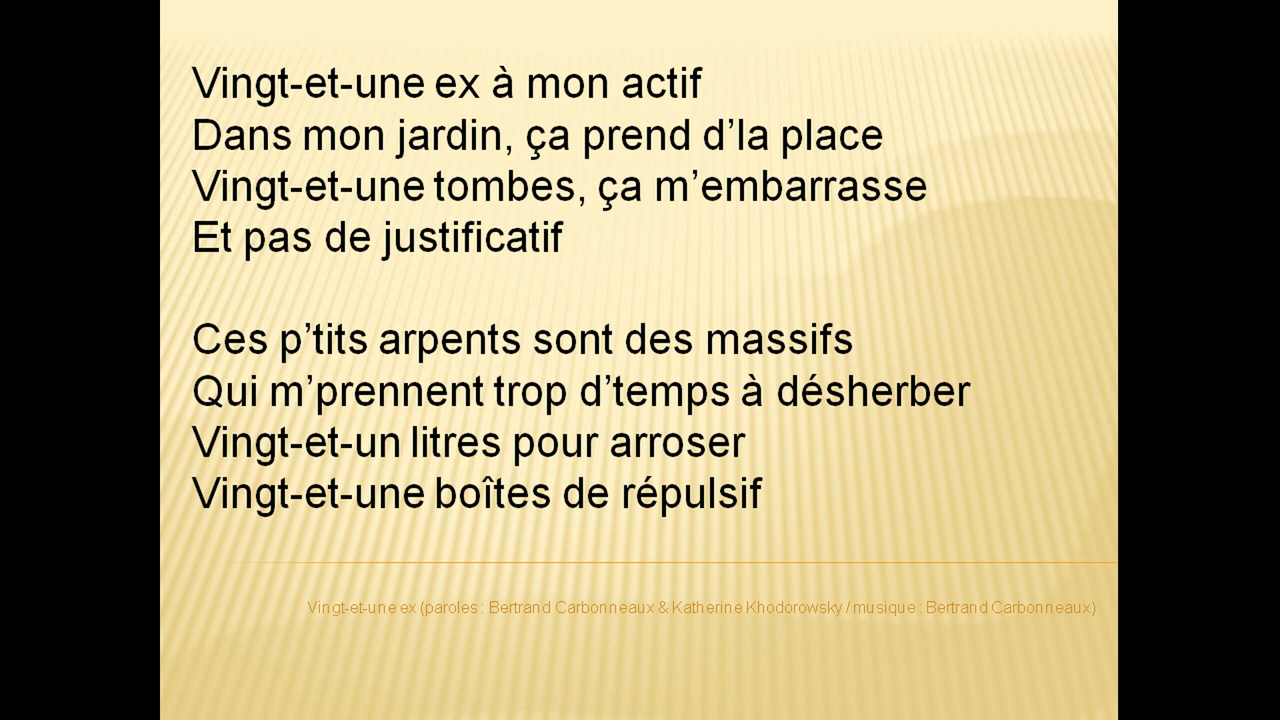 Vingt-et-une ex à mon actif
Dans mon jardin, ça prend d’la place
Vingt-et-une tombes, ça m’embarrasse
Et pas de justificatif
Ces p’tits arpents sont des massifs
Qui m’prennent trop d’temps à désherber
Vingt-et-un litres pour arroser
Vingt-et-une boîtes de répulsif
Vingt-et-une ex (paroles : Bertrand Carbonneaux & Katherine Khodorowsky / musique : Bertrand Carbonneaux)